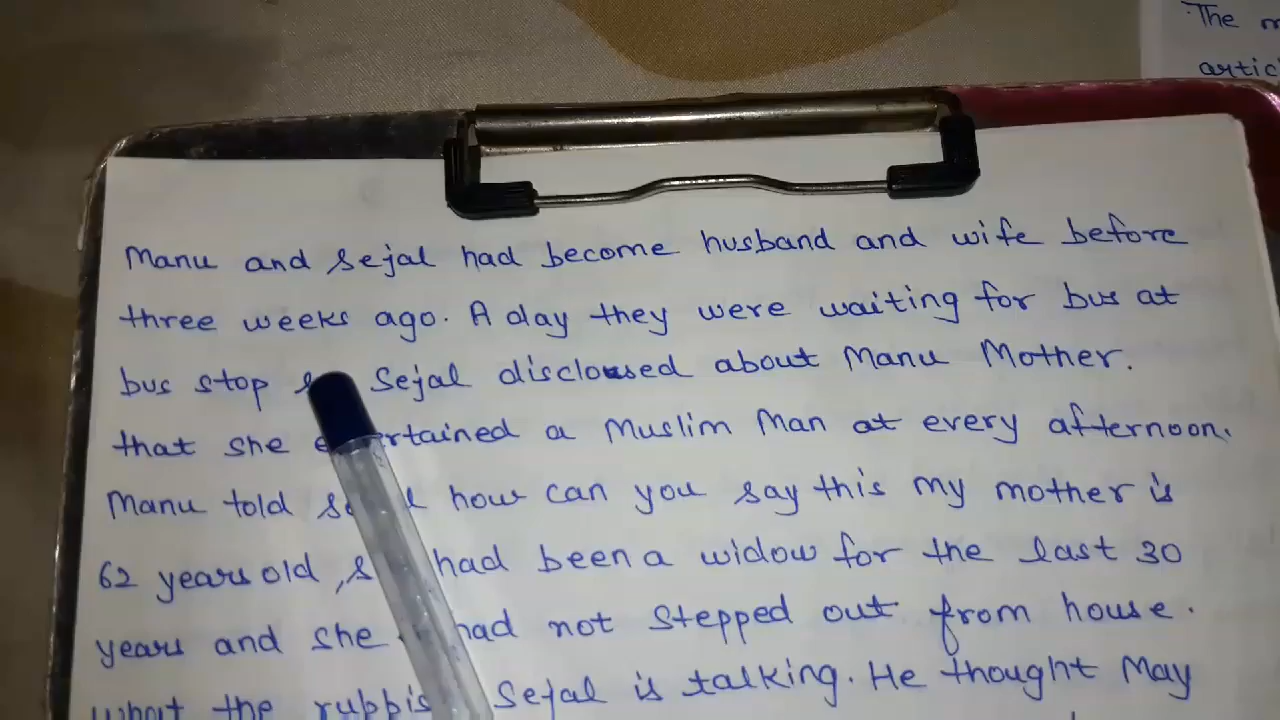 The
Manu and Sejal had become husband and wife before
three weeks ago. A day they were waiting for bus at
bus stop Sejal disclosed about Manu Mother.
that she a Muslim Man at every afternoon.
Manu told how can you say this my mother is
62 years old, had been a widow for the last 30
years and she had not stepped out from house.
what the Sejal is talking. He thought May